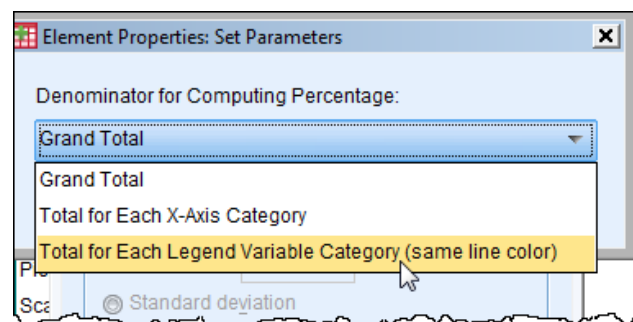 Element Properties: Set Parameters
Denominator for Computing Percentage:
Grand Total
Grand Total
Total for Each X-Axis Category
Total for Each Legend Variable Category (same line color)
Standard deviation